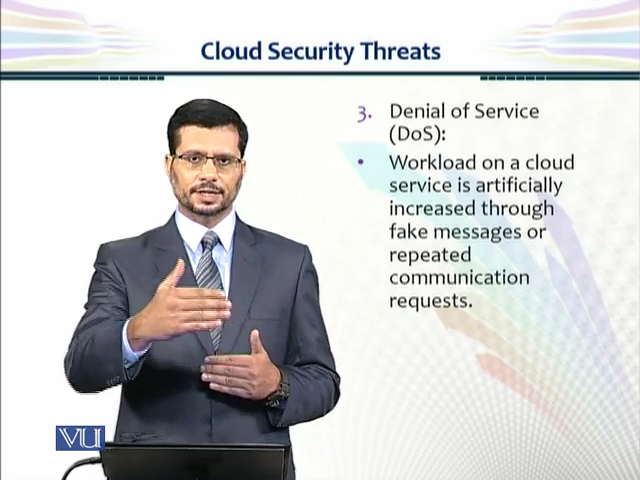 Cloud Security Threats
3. Denial of Service
(DoS):
• Workload on a cloud
service is artificially
increased through
fake messages or
repeated
communication
requests.
VU